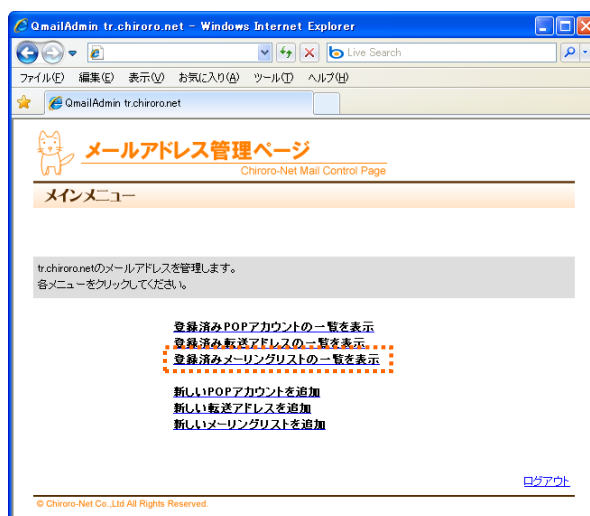 QmailAdmin tr.chiroro.net - Windows Internet Explorer
Live Search
ファイル(F) 編集(E) 表示(V) お気に入り(A) ツール(T) ヘルプ(H)
QmailAdmin tr.chiroro.net
メールアドレス管理ページ
Chiroro-Net Mail Control Page
メインメニュー
tr.chiroro.netのメールアドレスを管理します。
各メニューをクリックしてください。
登録済みPOPアカウントの一覧を表示
登録済み転送アドレスの一覧を表示
登録済みメーリングリストの一覧を表示
新しいPOPアカウントを追加
新しい転送アドレスを追加
新しいメーリングリストを追加
ログアウト
© Chiroro-Net Co.,Ltd All Rights Reserved.